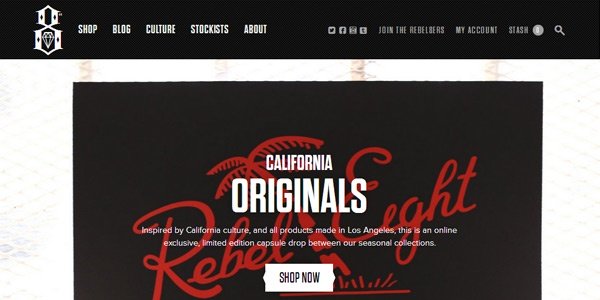 8
SHOP BLOG CULTURE STOCKISTS ABOUT
JOIN THE REBEL8ERS MY ACCOUNT STASH 0
CALIFORNIA
ORIGINALS
Inspired by California culture, and all products made in Los Angeles, this is an online
exclusive, limited edition capsule drop between our seasonal collections.
Rebel Eight
SHOP NOW